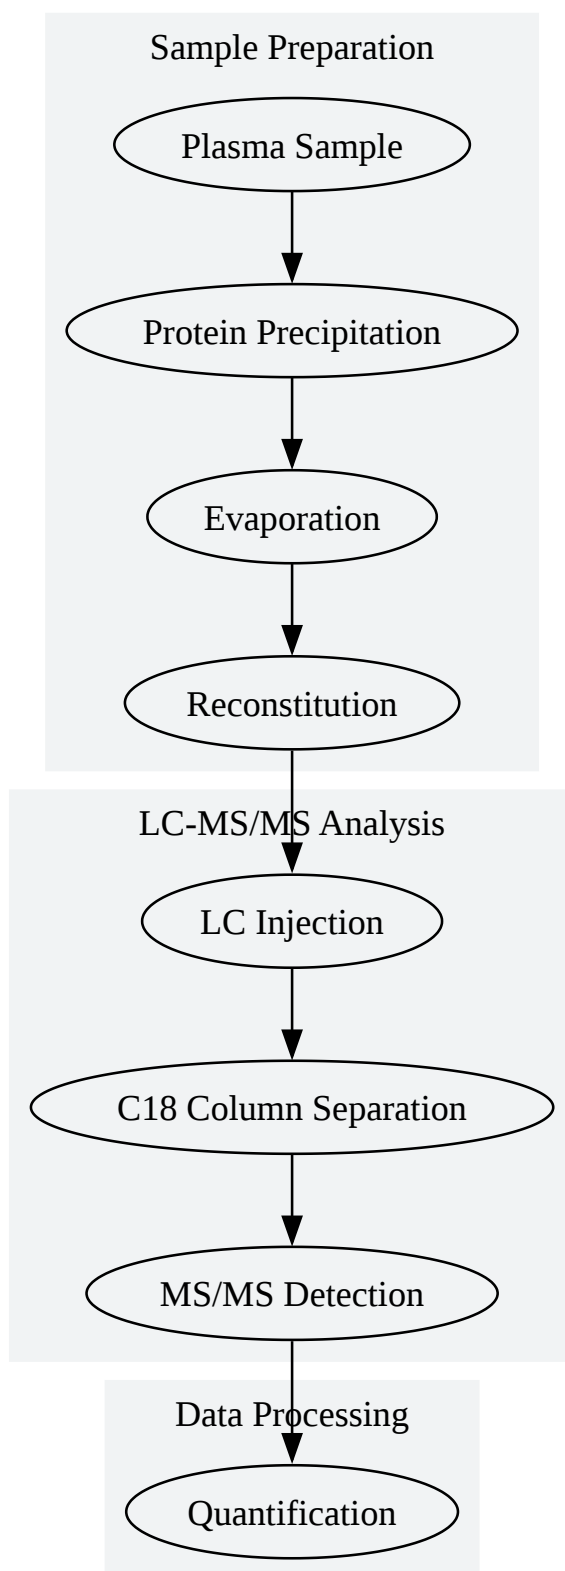 Sample Preparation
Plasma Sample
Protein Precipitation
Evaporation
Reconstitution
LC-MS/MS Analysis
LC Injection
C18 Column Separation
MS/MS Detection
Data Processing
Quantification